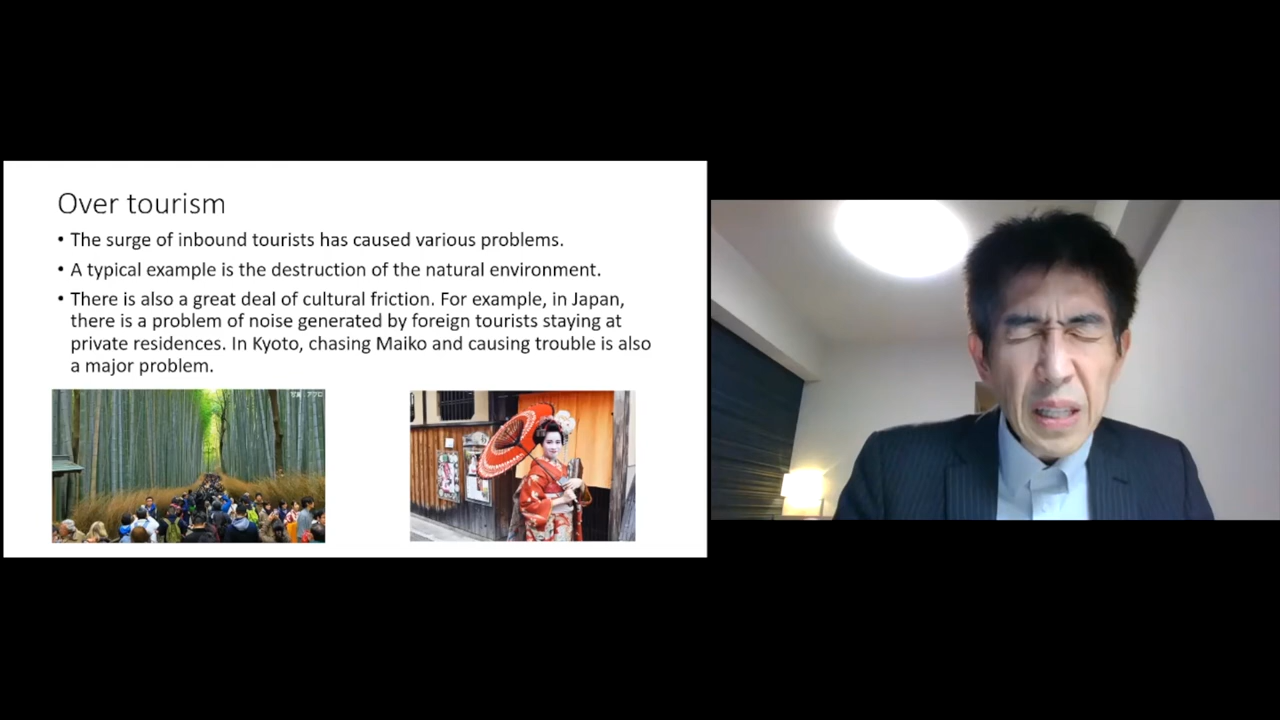 Over tourism
• The surge of inbound tourists has caused various problems.
• A typical example is the destruction of the natural environment.
• There is also a great deal of cultural friction. For example, in Japan,
there is a problem of noise generated by foreign tourists staying at
private residences. In Kyoto, chasing Maiko and causing trouble is also
a major problem.